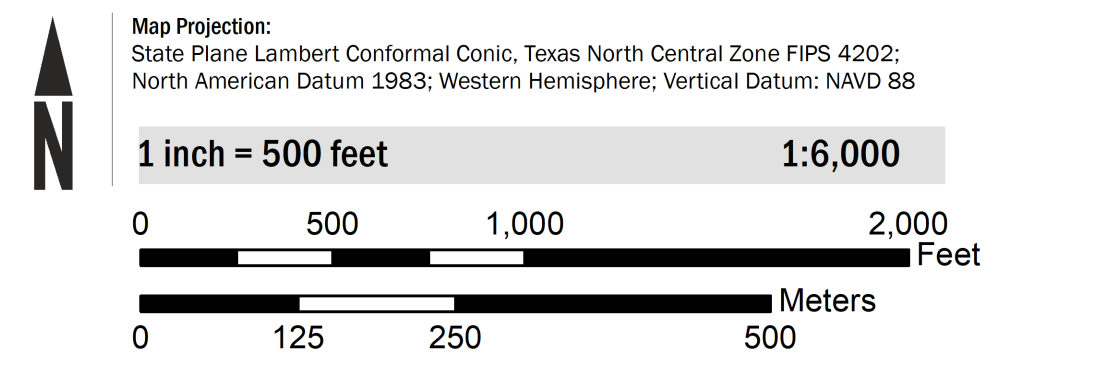 N
Map Projection:
State Plane Lambert Conformal Conic, Texas North Central Zone FIPS 4202;
North American Datum 1983; Western Hemisphere; Vertical Datum: NAVD 88
1 inch = 500 feet 1:6,000
0 500 1,000 2,000
Feet
Meters
0 125 250 500